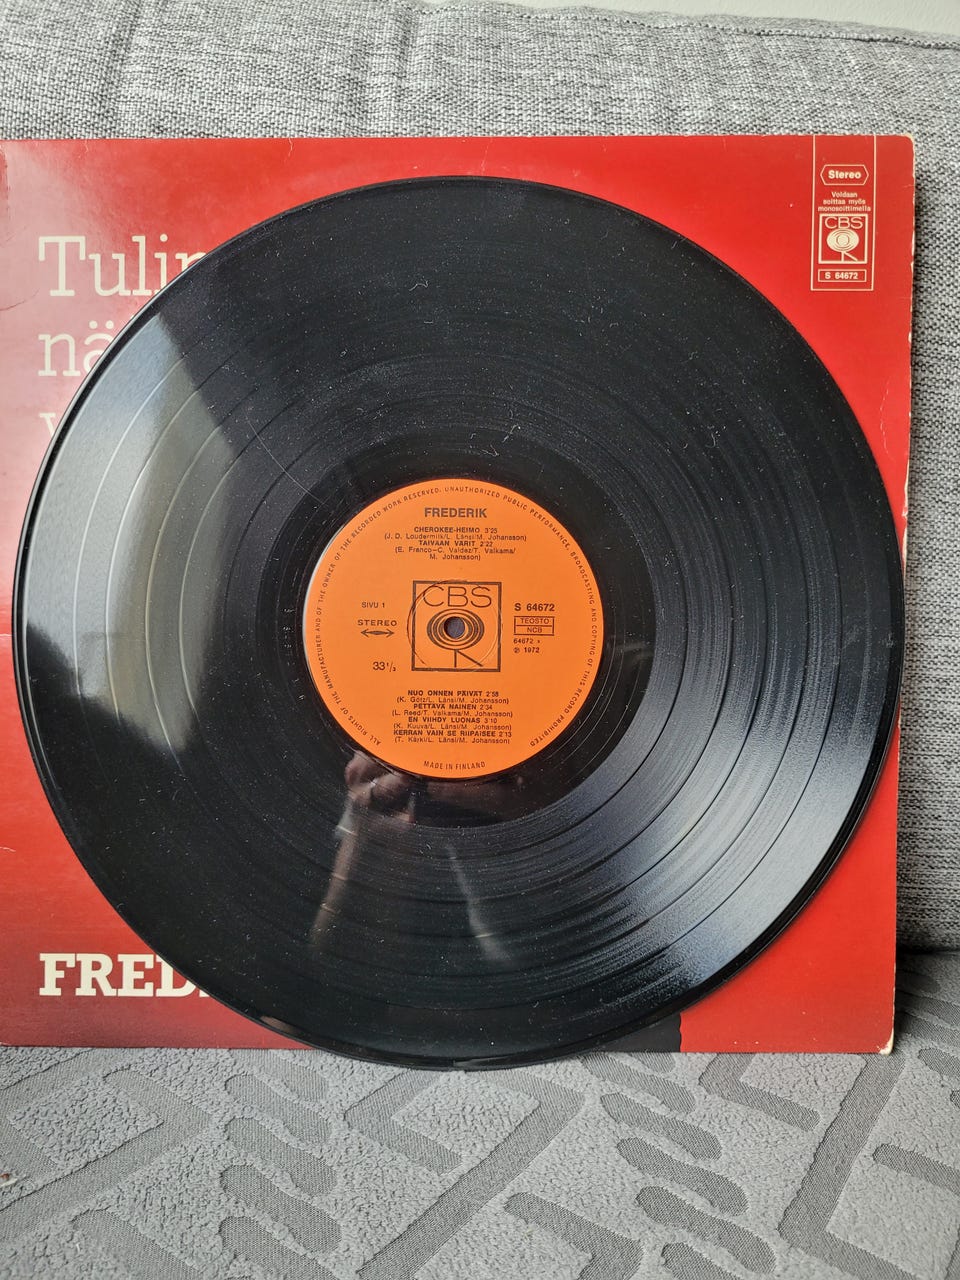 Stereo
Voidaan
soittaa myös
monosoittimella
CBS
S 64672
Tulin
nä
FRED
ALL RIGHTS OF THE MANUFACTURER AND OF THE OWNER OF THE RECORDED WORK RESERVED. UNAUTHORIZED PUBLIC PERFORMANCE, BROADCASTING AND COPYING OF THIS RECORD PROHIBITED
FREDERIK
CHEROKEE-HEIMO 3'25
(J. D. Loudermilk/L. Länsi/M. Johansson)
TAIVAAN VÄRIT 2'22
(E. Franco—C. Valdez/T. Valkama/
M. Johansson)
SIVU 1
STEREO
33 1/3
CBS
S 64672
TEOSTO
NCB
64672
℗ 1972
NUO ONNEN PÄIVÄT 2'58
(K. Götz/L. Länsi/M. Johansson)
PETTÄVÄ NAINEN 2'34
(L. Reed/T. Valkama/M. Johansson)
EN VIIHDY LUONAS 3'10
(K. Kuuva/L. Länsi/M. Johansson)
KERRAN VAIN SE RIIPAISEE 2'13
(T. Kärki/L. Länsi/M. Johansson)
MADE IN FINLAND